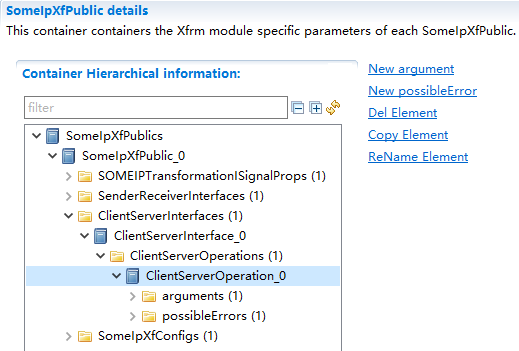 SomeIpXfPublic details
This container containers the Xfrm module specific parameters of each SomeIpXfPublic.
Container Hierarchical information:
filter
SomeIpXfPublics
SomeIpXfPublic_0
SOMEIPTransformationISignalProps (1)
SenderReceiverInterfaces (1)
ClientServerInterfaces (1)
ClientServerInterface_0
ClientServerOperations (1)
ClientServerOperation_0
arguments (1)
possibleErrors (1)
SomeIpXfConfigs (1)
New argument
New possibleError
Del Element
Copy Element
ReName Element